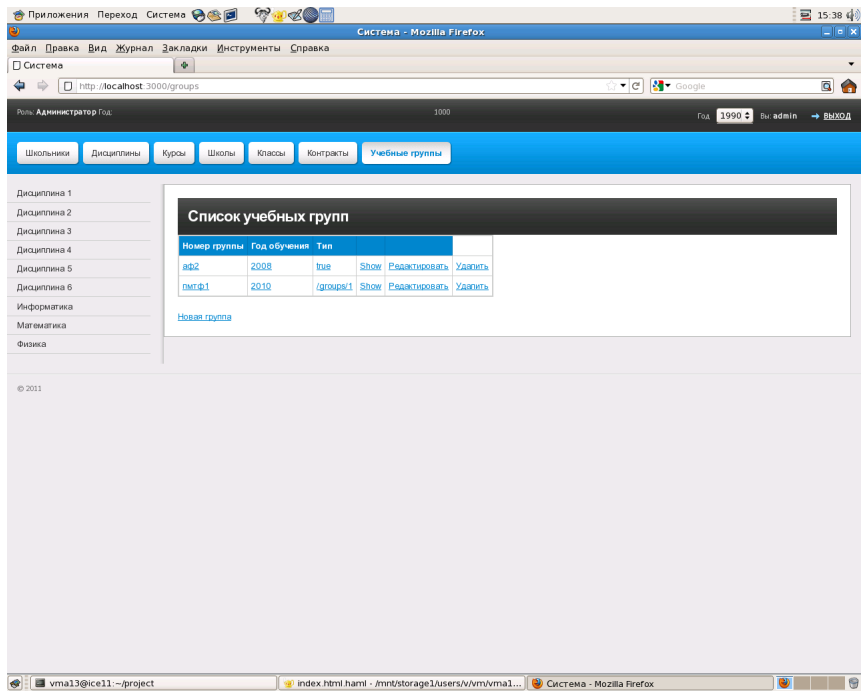 Приложения Переход Система 15:38
Система - Mozilla Firefox
Файл Правка Вид Журнал Закладки Инструменты Справка
Система
http://localhost:3000/groups Google
Роль: Администратор Год: 1000 Год 1990 Вы: admin ВЫХОД
Школьники Дисциплины Курсы Школы Классы Контракты Учебные группы
Дисциплина 1
Дисциплина 2
Дисциплина 3
Дисциплина 4
Дисциплина 5
Дисциплина 6
Информатика
Математика
Физика
Список учебных групп
Номер группы Год обучения Тип
аф2 2008 true Show Редактировать Удалить
пмтф1 2010 /groups/1 Show Редактировать Удалить
Новая группа
© 2011
vma13@ice11:~/project index.html.haml - /mnt/storage1/users/v/vm/vma1... Система - Mozilla Firefox